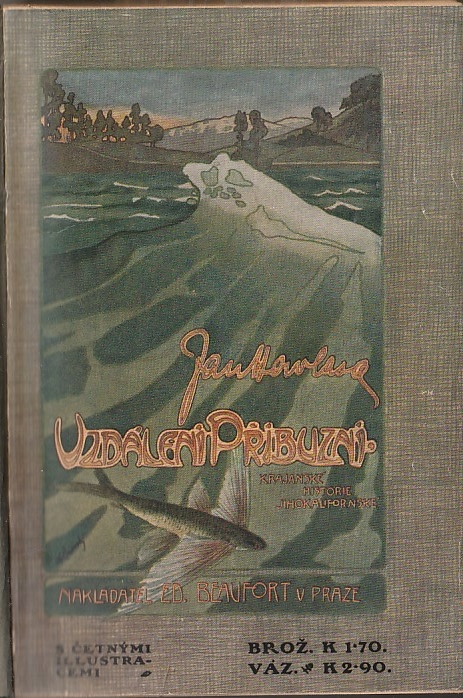 Jan Havlasa
VZDÁLENÍ PŘÍBUZNÍ.
KRAJANSKÉ
HISTORIE
JIHOKALIFORNSKÉ
NAKLADATEL ED. BEAUFORT V PRAZE
S ČETNÝMI
ILLUSTRA-
CEMI
BROŽ. K 1·70.
VÁZ. K 2·90.